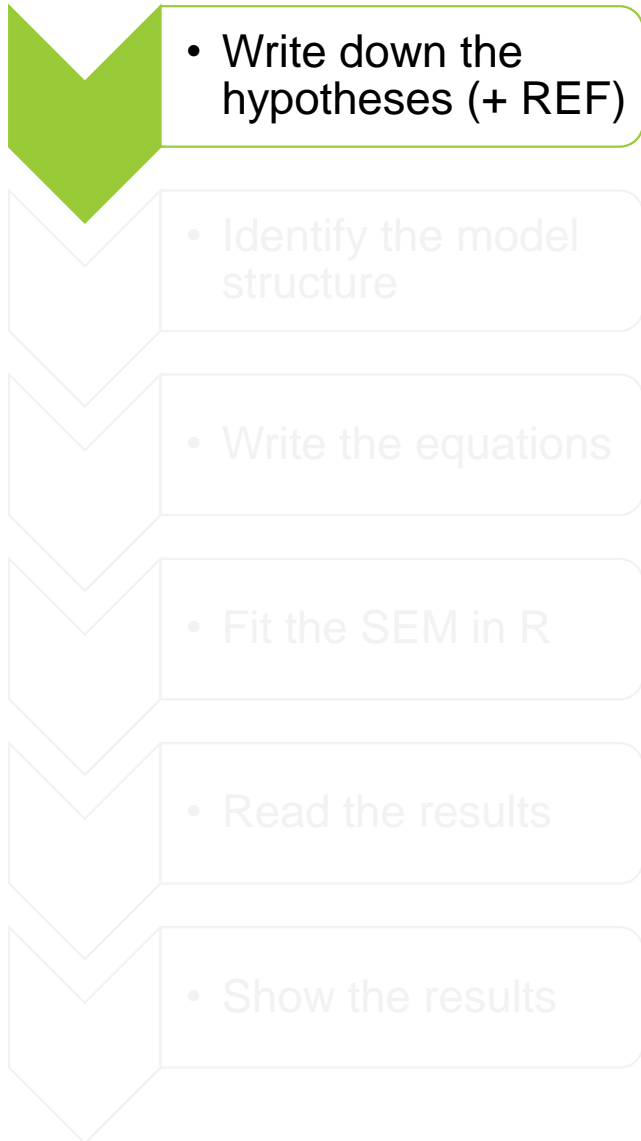 • Write down the
hypotheses (+ REF)
• Identify the model
structure
• Write the equations
• Fit the SEM in R
• Read the results
• Show the results